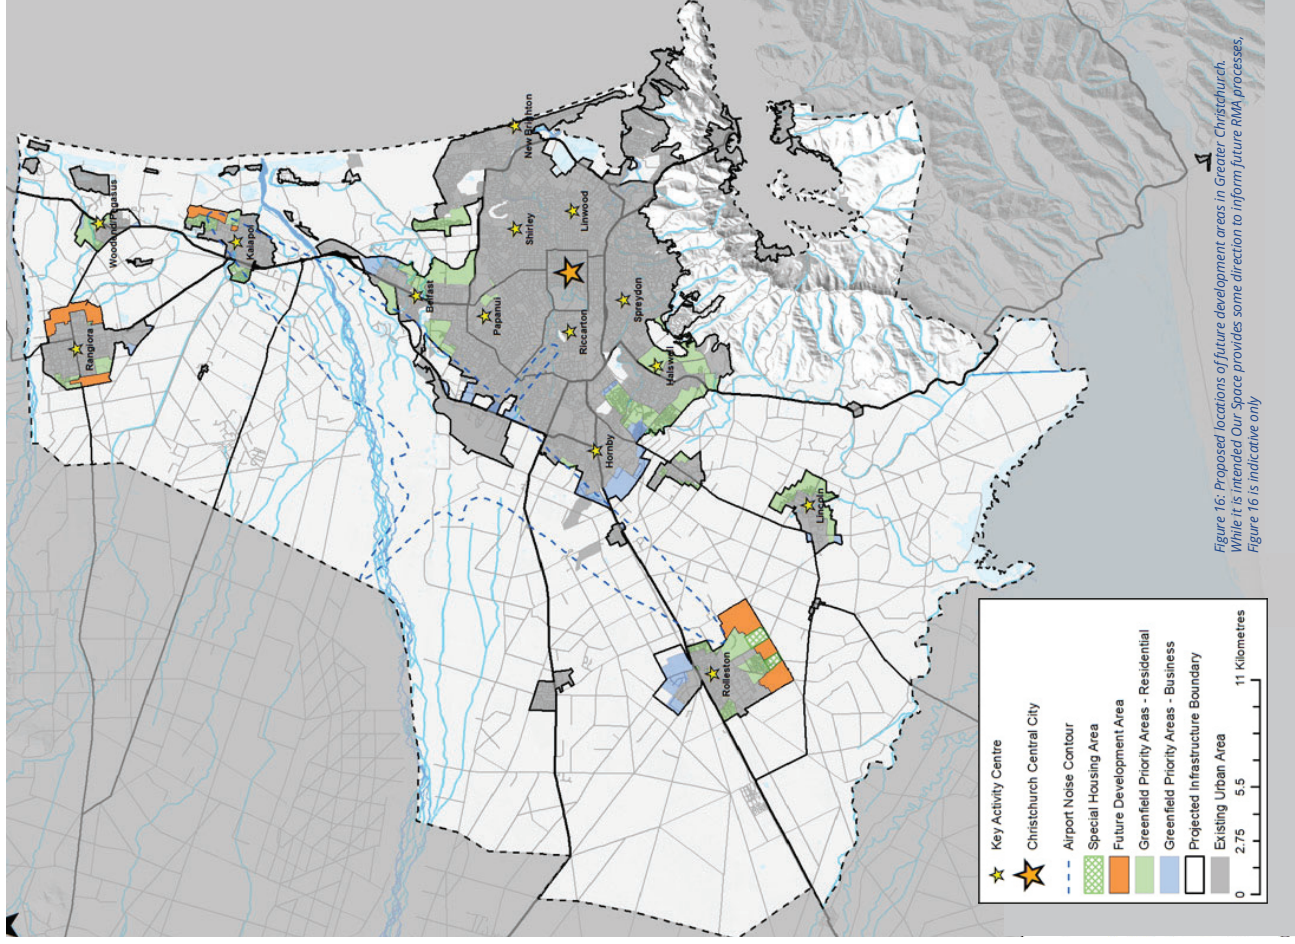 Woodend/Pegasus
Rangiora
Kaiapoi
Belfast
New Brighton
Shirley
Linwood
Papanui
Riccarton
Spreydon
Halswell
Hornby
Lincoln
Rolleston
Key Activity Centre
Christchurch Central City
Airport Noise Contour
Special Housing Area
Future Development Area
Greenfield Priority Areas - Residential
Greenfield Priority Areas - Business
Projected Infrastructure Boundary
Existing Urban Area
0 2.75 5.5 11 Kilometres
Figure 16: Proposed locations of future development areas in Greater Christchurch.
While it is intended Our Space provides some direction to inform future RMA processes,
Figure 16 is indicative only